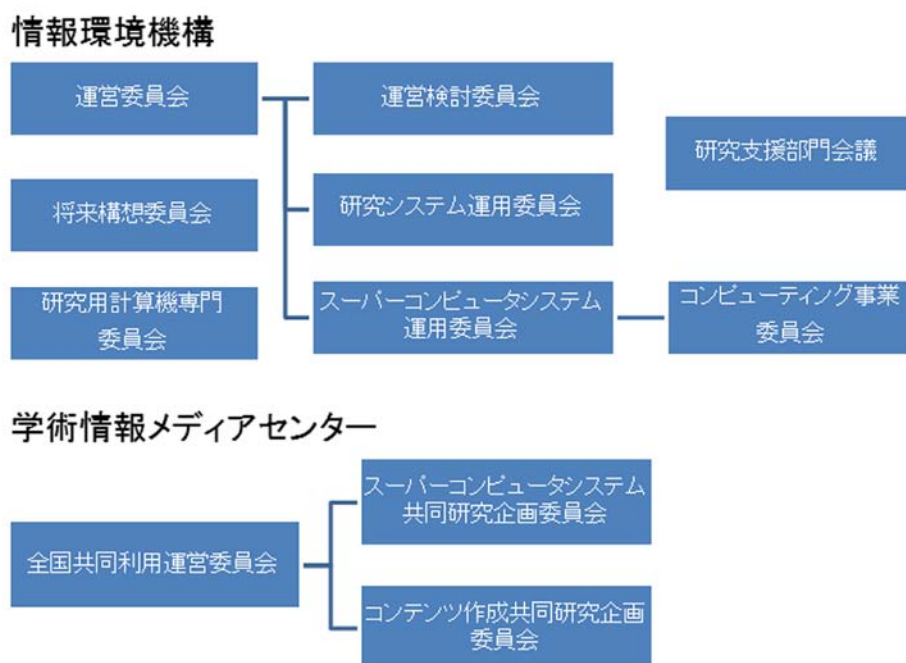 情報環境機構
運営委員会
運営検討委員会
研究支援部門会議
将来構想委員会
研究システム運用委員会
研究用計算機専門
委員会
スーパーコンピュータシステム
運用委員会
コンピューティング事業
委員会
学術情報メディアセンター
全国共同利用運営委員会
スーパーコンピュータシステム
共同研究企画委員会
コンテンツ作成共同研究企画
委員会